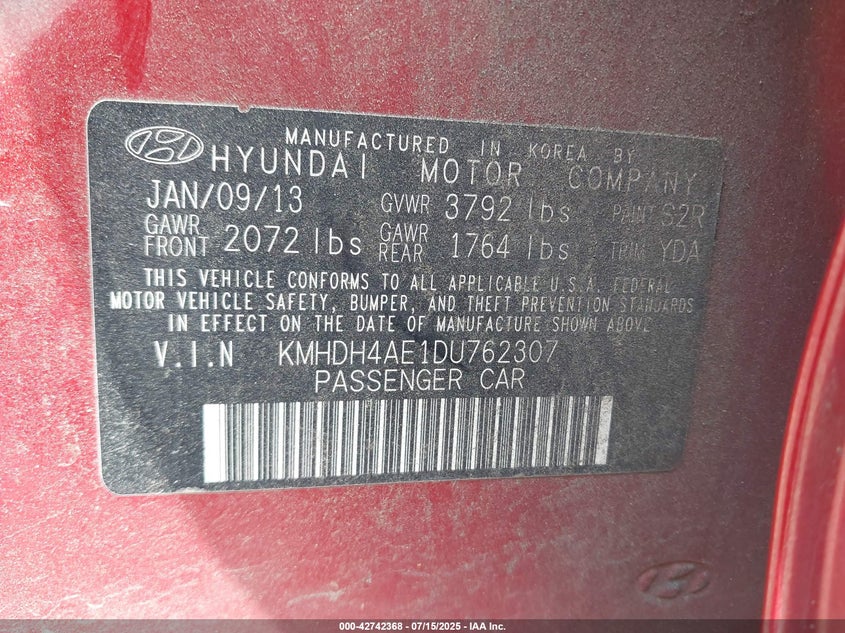 MANUFACTURED IN KOREA BY
HYUNDAI MOTOR COMPANY
JAN/09/13 GVWR 3792 lbs PAINT S2R
GAWR FRONT 2072 lbs GAWR REAR 1764 lbs TRIM YDA
THIS VEHICLE CONFORMS TO ALL APPLICABLE U.S.A. FEDERAL
MOTOR VEHICLE SAFETY, BUMPER, AND THEFT PREVENTION STANDARDS
IN EFFECT ON THE DATE OF MANUFACTURE SHOWN ABOVE
V.I.N KMHDH4AE1DU762307
PASSENGER CAR
000-42742368 - 07/15/2025 - IAA Inc.